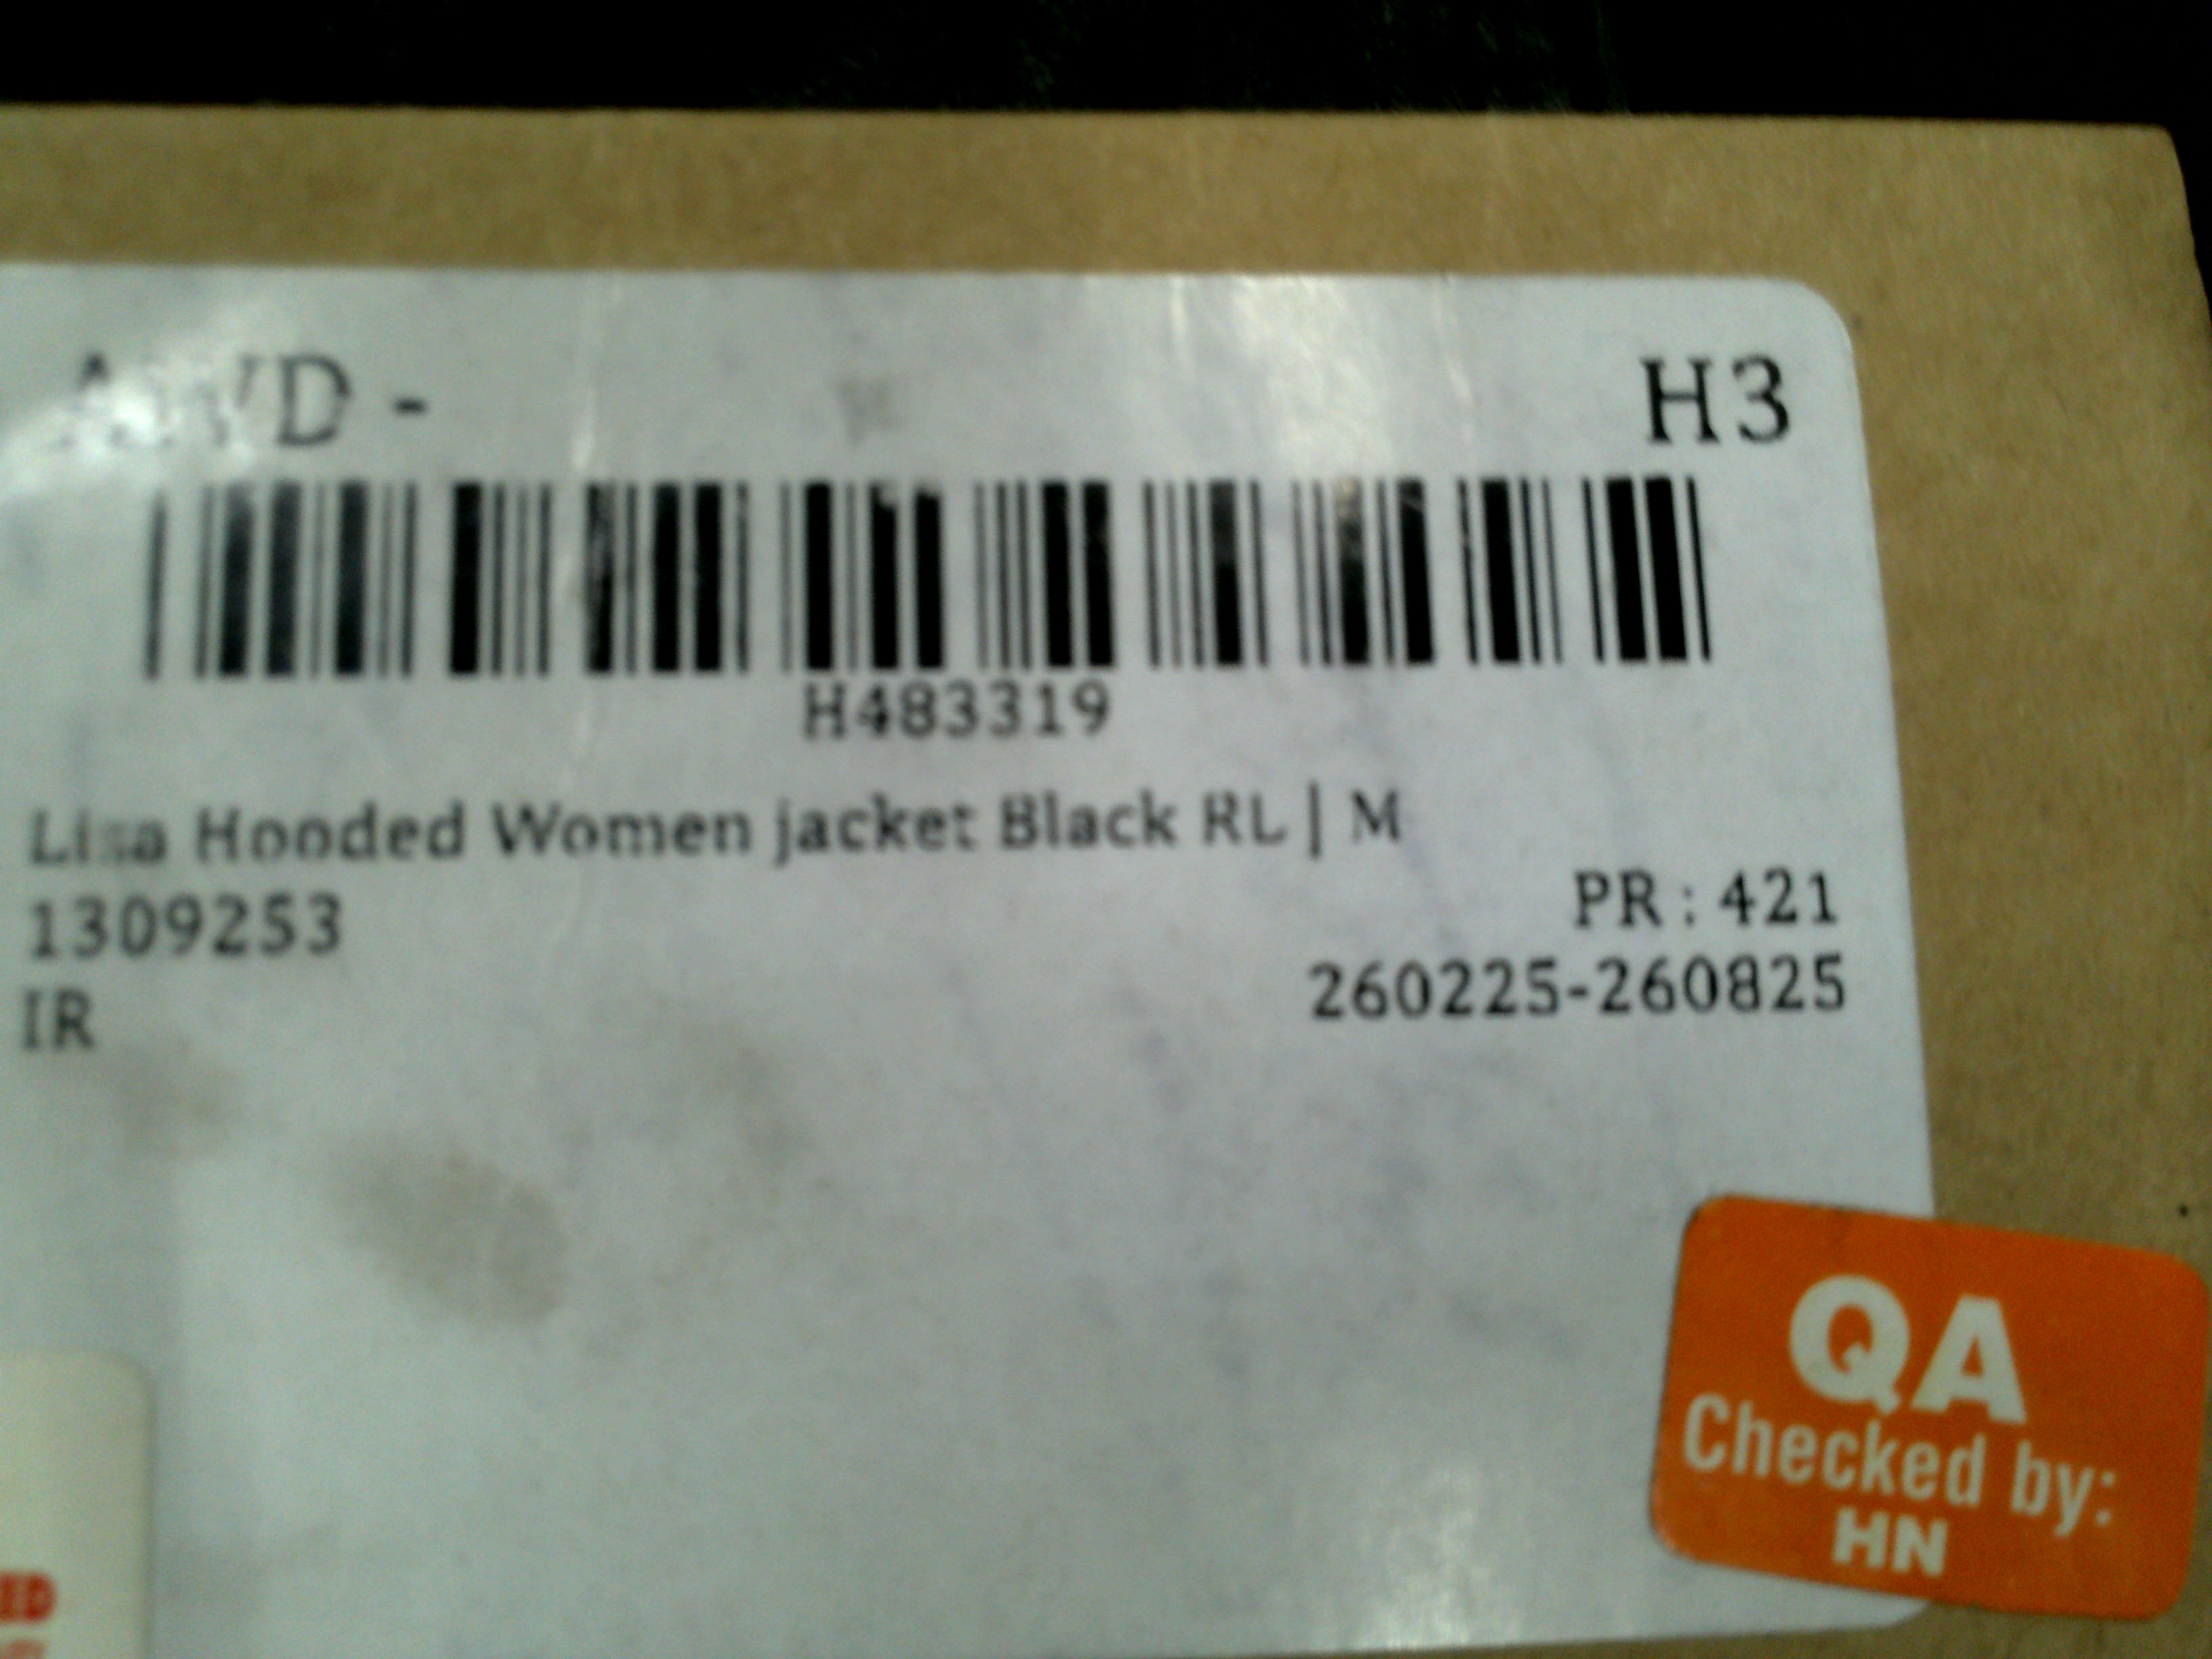 H3
H483319
Lisa Hooded Women jacket Black RL | M
1309253
PR : 421
IR
260225-260825
QA
Checked by:
HN